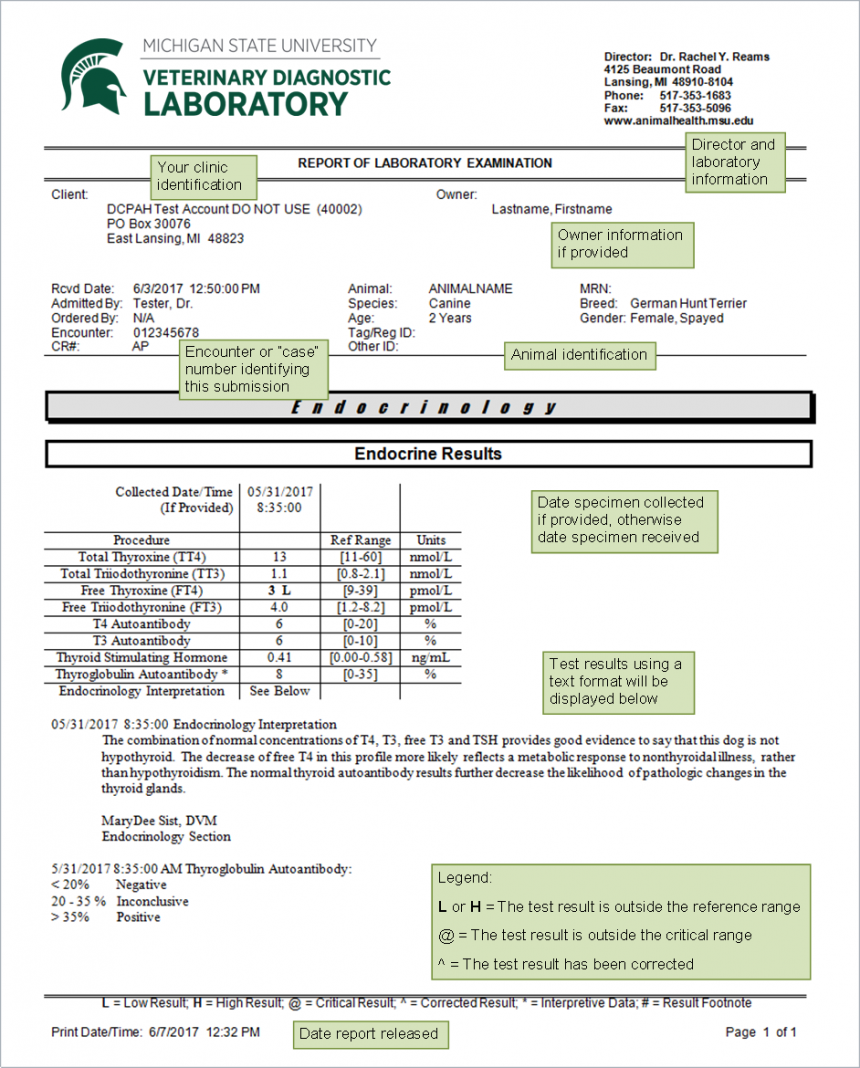 MICHIGAN STATE UNIVERSITY
VETERINARY DIAGNOSTIC
LABORATORY
Director: Dr. Rachel Y. Reams
4125 Beaumont Road
Lansing, MI 48910-8104
Phone: 517-353-1683
Fax: 517-353-5096
www.animalhealth.msu.edu
Director and
laboratory
information
REPORT OF LABORATORY EXAMINATION
Your clinic
identification
Client:
DCPAH Test Account DO NOT USE (40002)
PO Box 30076
East Lansing, MI 48823
Owner:
Lastname, Firstname
Owner information
if provided
Rcvd Date: 6/3/2017 12:50:00 PM
Admitted By: Tester, Dr.
Ordered By: N/A
Encounter: 012345678
CR#: AP
Animal: ANIMALNAME
Species: Canine
Age: 2 Years
Tag/Reg ID:
Other ID:
MRN:
Breed: German Hunt Terrier
Gender: Female, Spayed
Encounter or "case"
number identifying
this submission
Animal identification
Endocrinology
Endocrine Results
Collected Date/Time 05/31/2017
(If Provided) 8:35:00
Date specimen collected
if provided, otherwise
date specimen received
Procedure Ref Range Units
Total Thyroxine (TT4) 13 [11-60] nmol/L
Total Triiodothyronine (TT3) 1.1 [0.8-2.1] nmol/L
Free Thyroxine (FT4) 3 L [9-39] pmol/L
Free Triiodothyronine (FT3) 4.0 [1.2-8.2] pmol/L
T4 Autoantibody 6 [0-20] %
T3 Autoantibody 6 [0-10] %
Thyroid Stimulating Hormone 0.41 [0.00-0.58] ng/mL
Thyroglobulin Autoantibody * 8 [0-35] %
Endocrinology Interpretation See Below
Test results using a
text format will be
displayed below
05/31/2017 8:35:00 Endocrinology Interpretation
The combination of normal concentrations of T4, T3, free T3 and TSH provides good evidence to say that this dog is not
hypothyroid. The decrease of free T4 in this profile more likely reflects a metabolic response to nonthyroidal illness, rather
than hypothyroidism. The normal thyroid autoantibody results further decrease the likelihood of pathologic changes in the
thyroid glands.
MaryDee Sist, DVM
Endocrinology Section
5/31/2017 8:35:00 AM Thyroglobulin Autoantibody:
< 20% Negative
20 - 35 % Inconclusive
> 35% Positive
Legend:
L or H = The test result is outside the reference range
@ = The test result is outside the critical range
^ = The test result has been corrected
L = Low Result; H = High Result; @ = Critical Result; ^ = Corrected Result; * = Interpretive Data; # = Result Footnote
Print Date/Time: 6/7/2017 12:32 PM
Date report released
Page 1 of 1